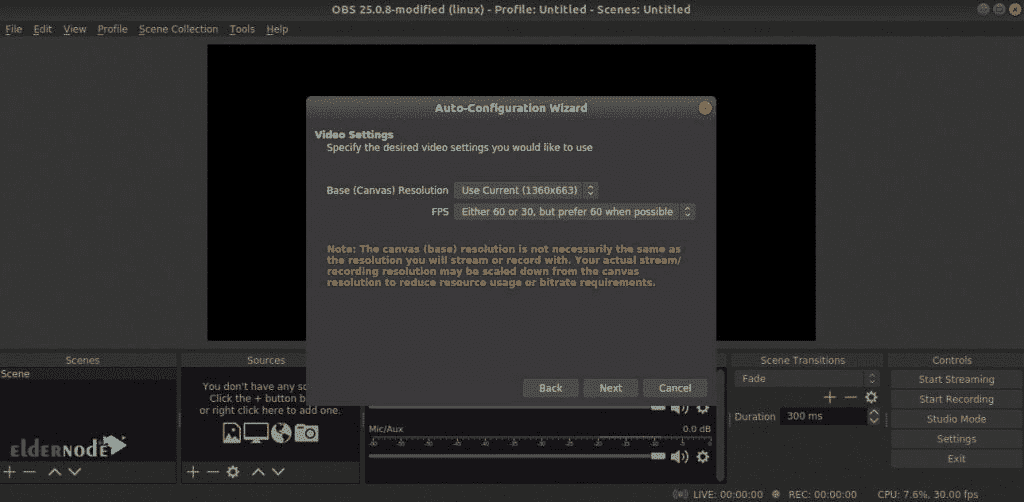 OBS 25.0.8-modified (linux) - Profile: Untitled - Scenes: Untitled
File Edit View Profile Scene Collection Tools Help
Auto-Configuration Wizard
Video Settings
Specify the desired video settings you would like to use
Base (Canvas) Resolution Use Current (1360x663)
FPS Either 60 or 30, but prefer 60 when possible
Note: The canvas (base) resolution is not necessarily the same as
the resolution you will stream or record with. Your actual stream/
recording resolution may be scaled down from the canvas
resolution to reduce resource usage or bitrate requirements.
Back Next Cancel
Scenes
Scene
ELDERNODE
Sources
You don't have any so
Click the + button b
or right click here to add one.
Mic/Aux 0.0 dB
Scene Transitions
Fade
Duration 300 ms
Controls
Start Streaming
Start Recording
Studio Mode
Settings
Exit
LIVE: 00:00:00 REC: 00:00:00 CPU: 7.6%, 30.00 fps